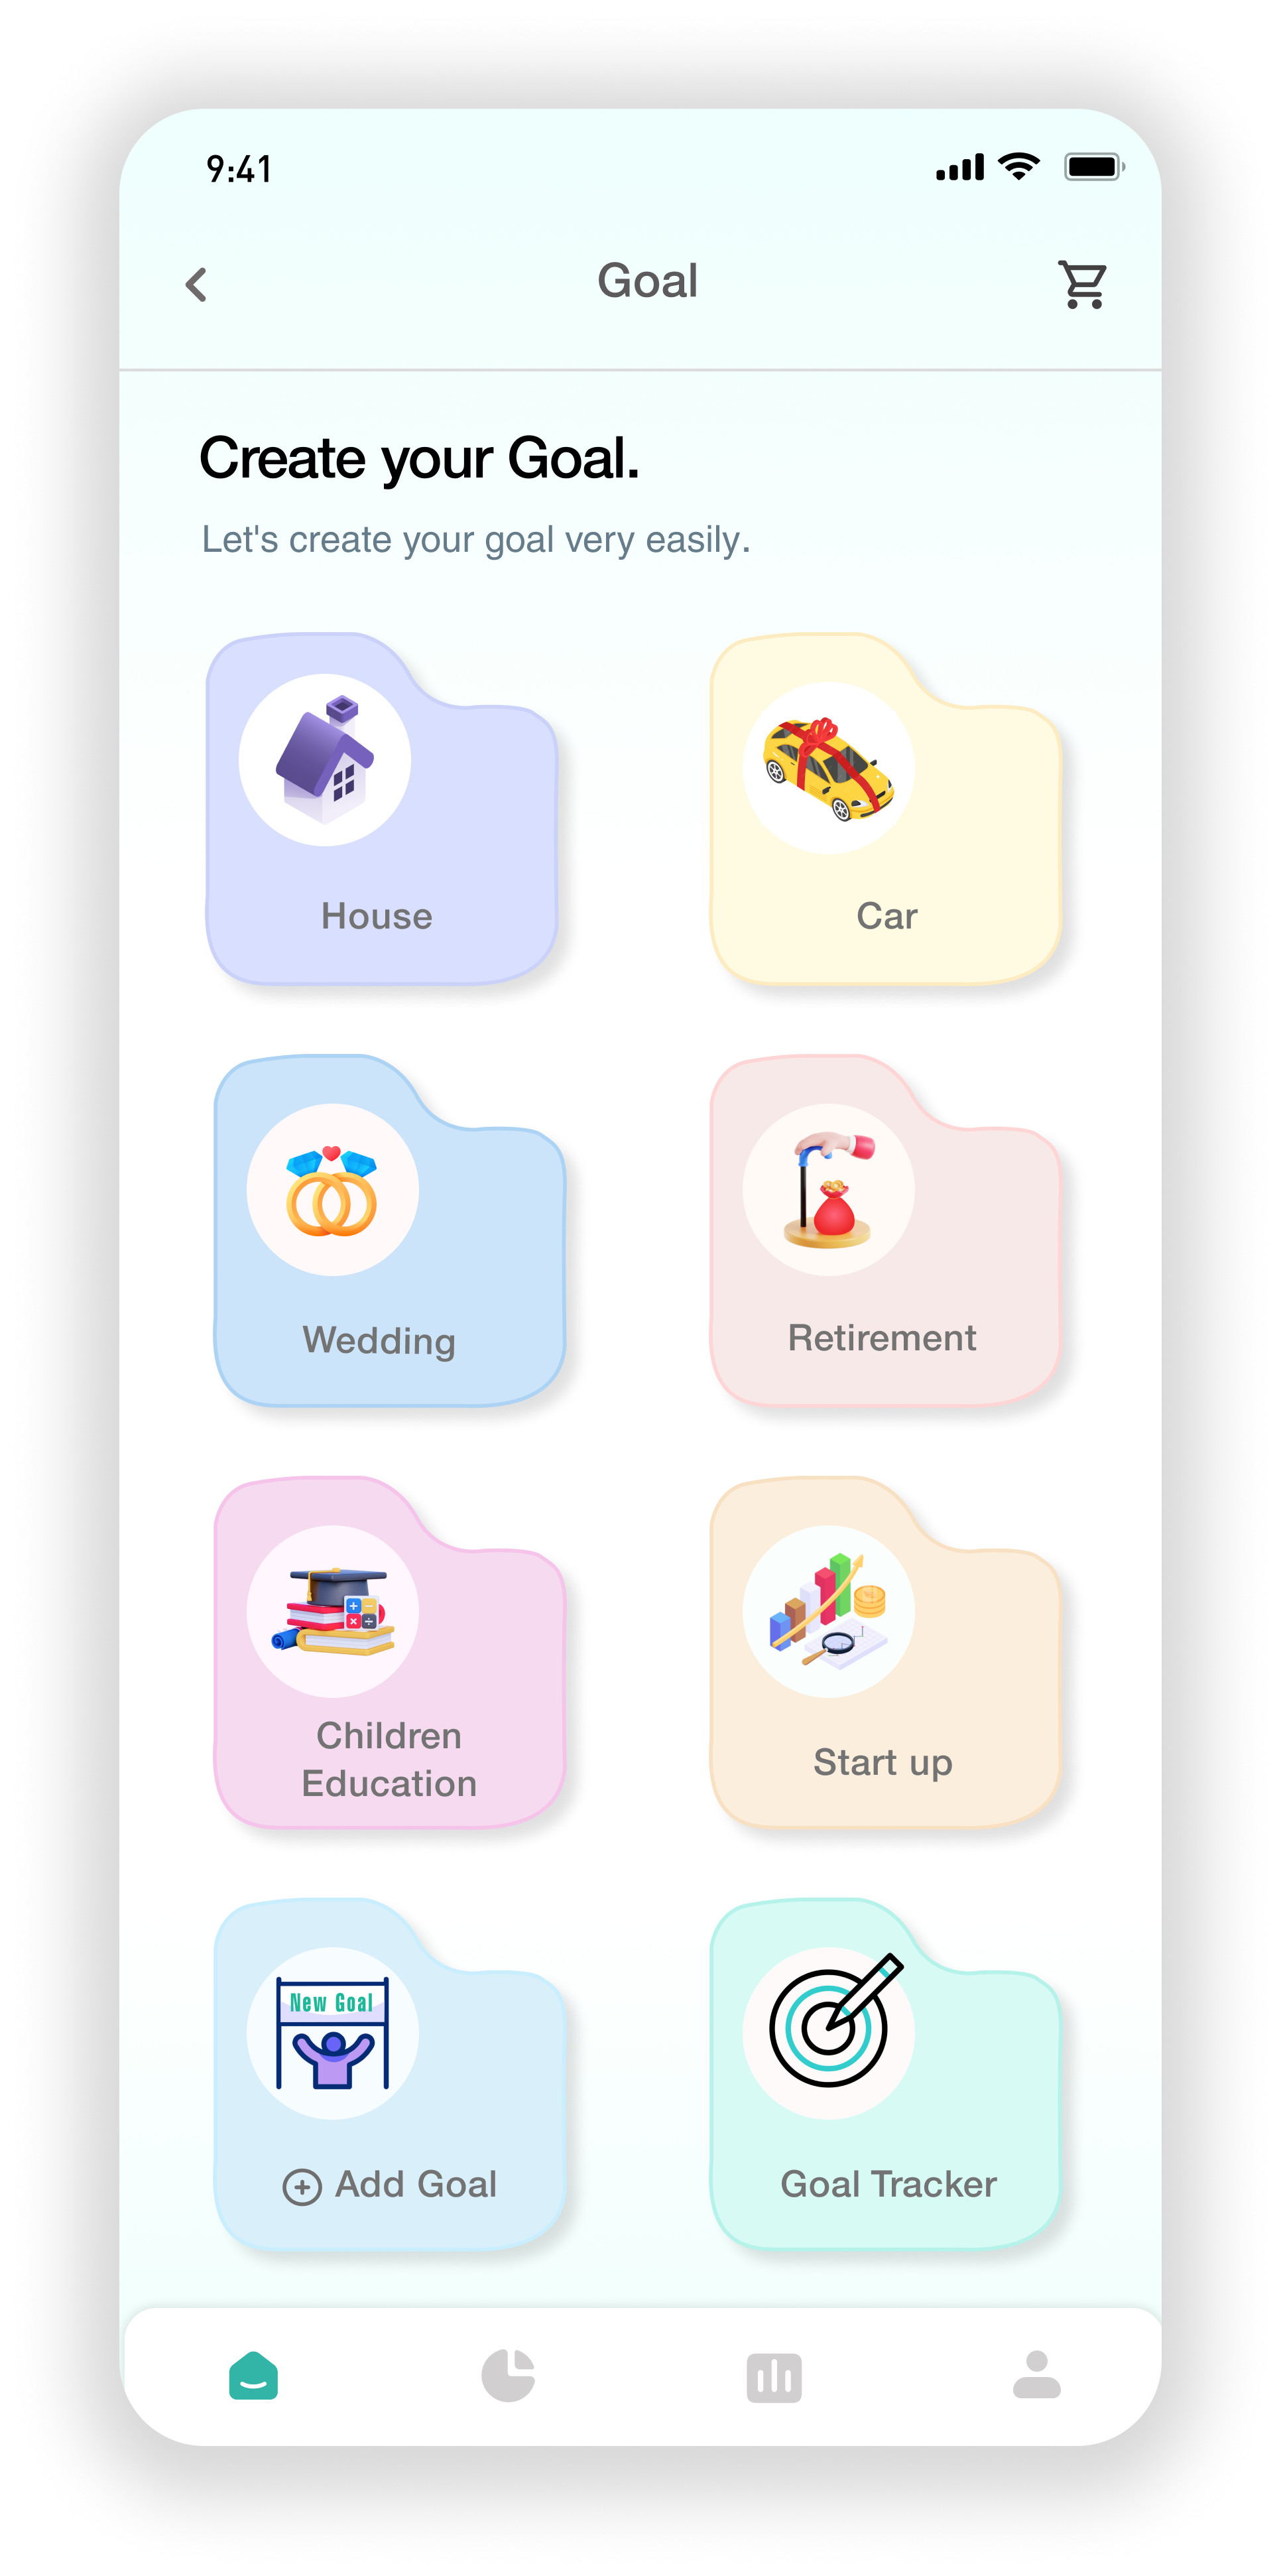 9:41
Goal
Create your Goal.
Let's create your goal very easily.
House
Car
Wedding
Retirement
Children
Education
Start up
New Goal
Add Goal
Goal Tracker